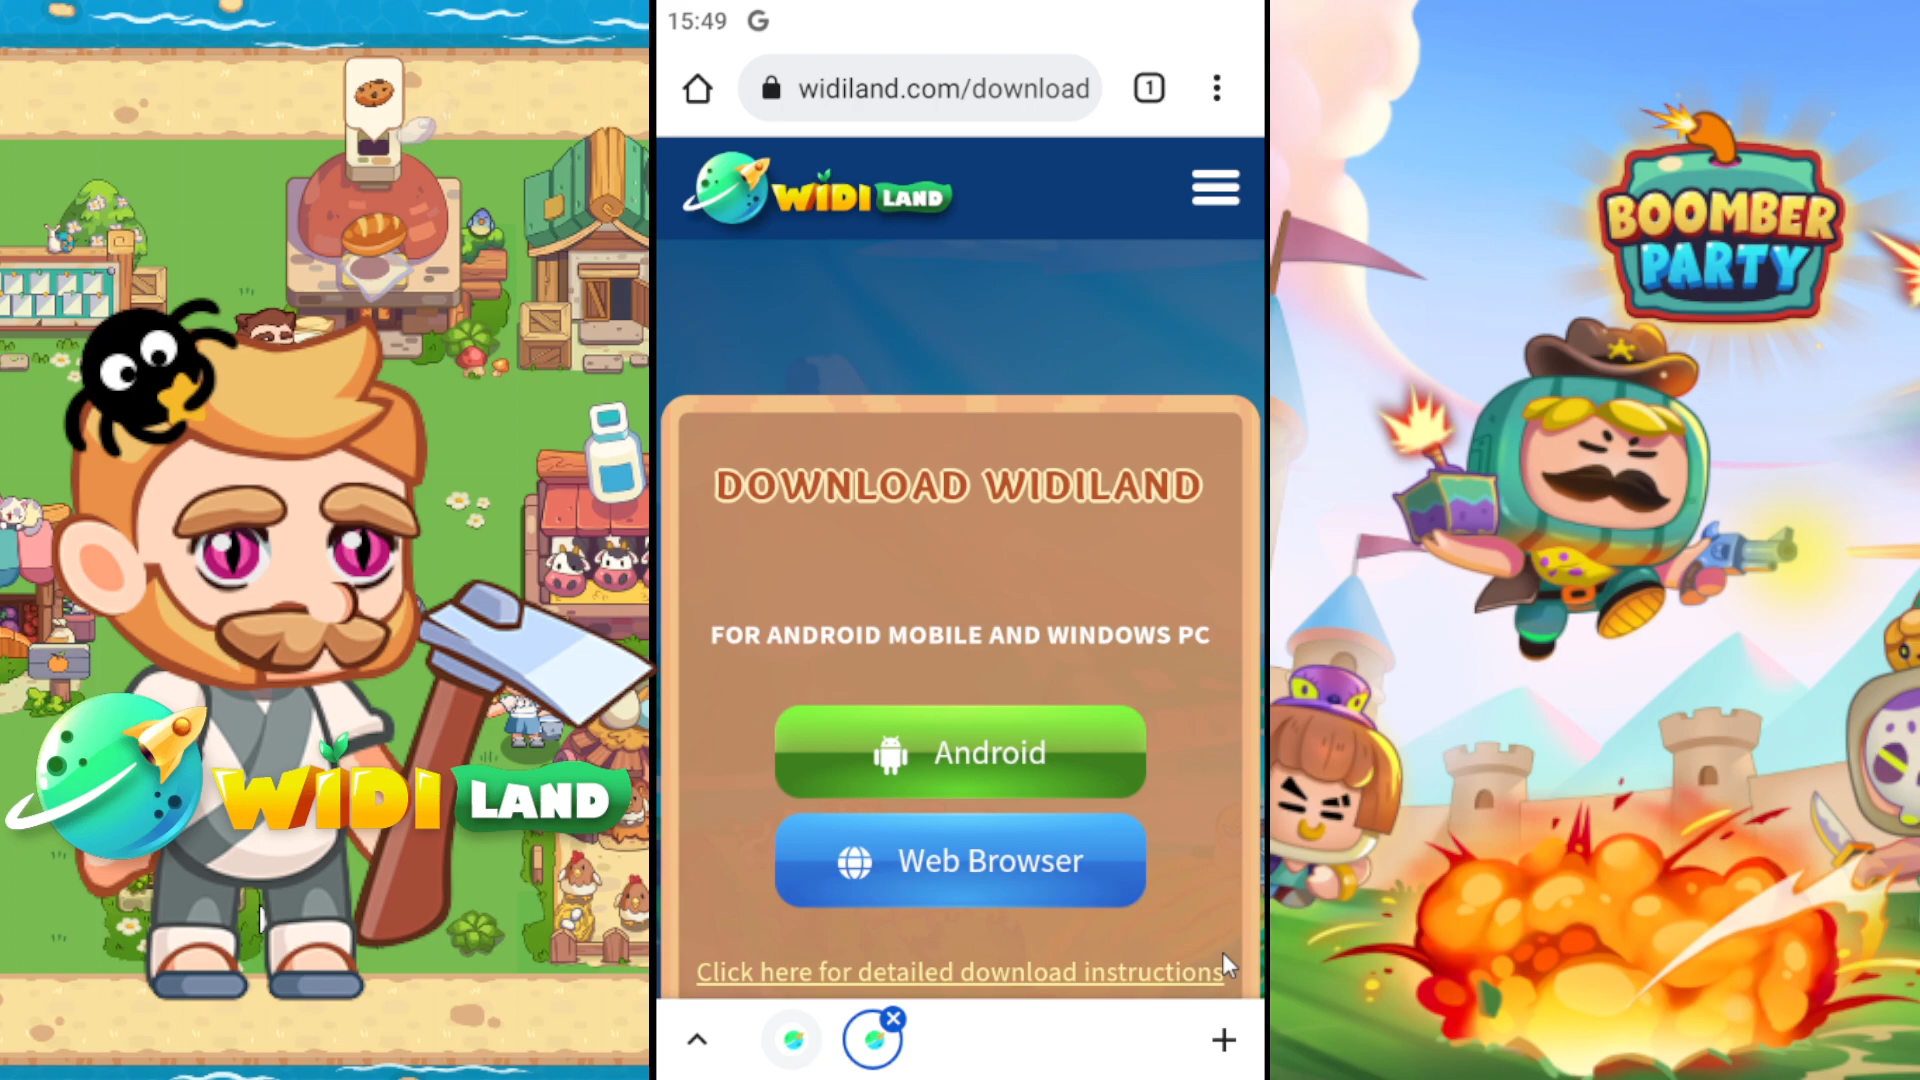 WIDI LAND
15:49
widiland.com/download
1
WIDI LAND
DOWNLOAD WIDILAND
FOR ANDROID MOBILE AND WINDOWS PC
Android
Web Browser
Click here for detailed download instructions
BOOMBER
PARTY